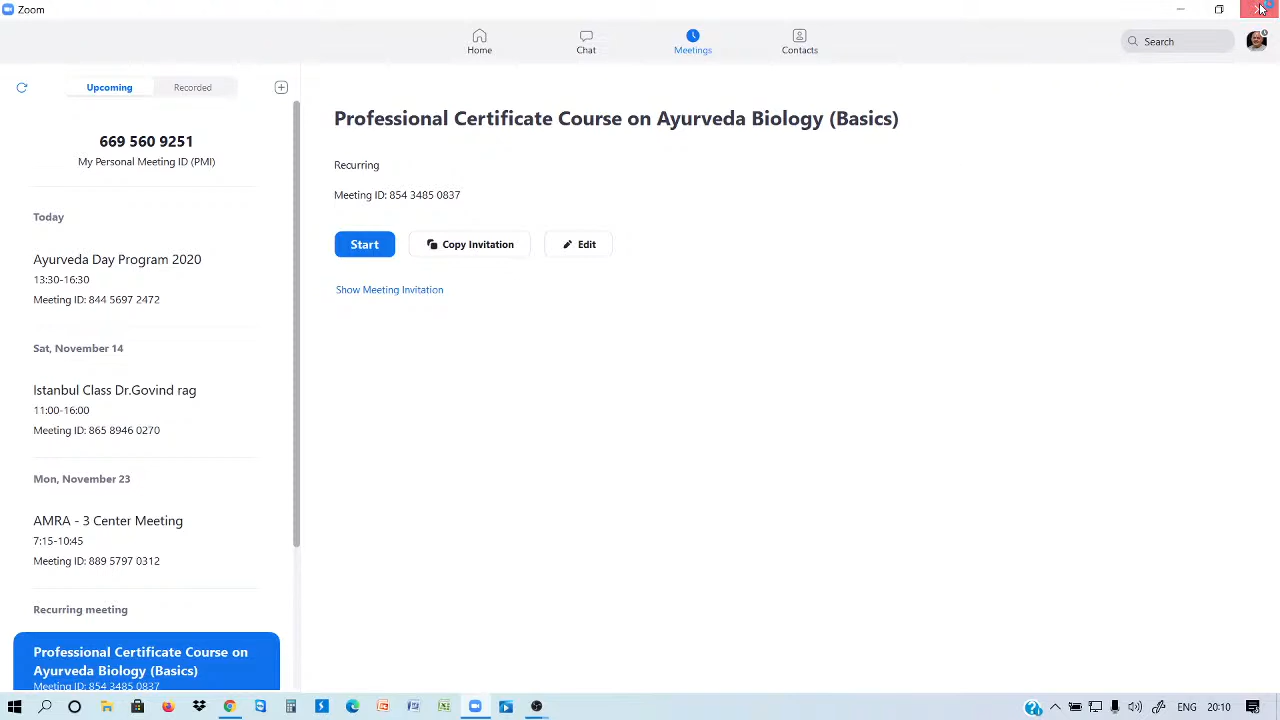 Zoom
Home
Chat
Meetings
Contacts
Search
Upcoming
Recorded
669 560 9251
My Personal Meeting ID (PMI)
Today
Ayurveda Day Program 2020
13:30-16:30
Meeting ID: 844 5697 2472
Sat, November 14
Istanbul Class Dr.Govind rag
11:00-16:00
Meeting ID: 865 8946 0270
Mon, November 23
AMRA - 3 Center Meeting
7:15-10:45
Meeting ID: 889 5797 0312
Recurring meeting
Professional Certificate Course on
Ayurveda Biology (Basics)
Meeting ID: 854 3485 0837
Professional Certificate Course on Ayurveda Biology (Basics)
Recurring
Meeting ID: 854 3485 0837
Start
Copy Invitation
Edit
Show Meeting Invitation
ENG
20:10